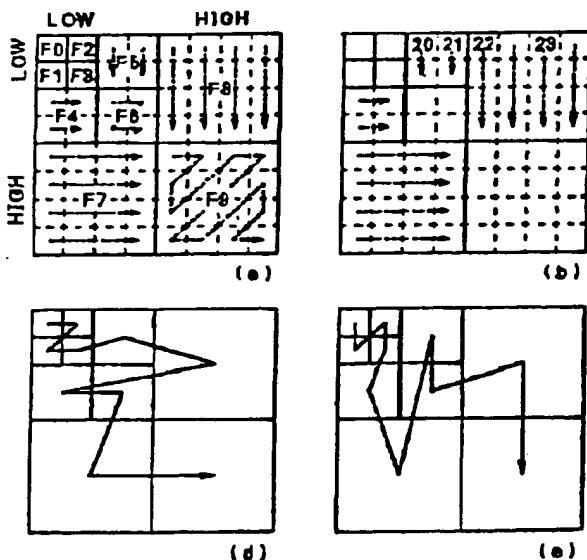 LOW HIGH
LOW
HIGH
F0 F2 F5
F1 F3
F8
F4 F6
F7 F9
(a)
20 21 22 23
(b)
(d)
(e)